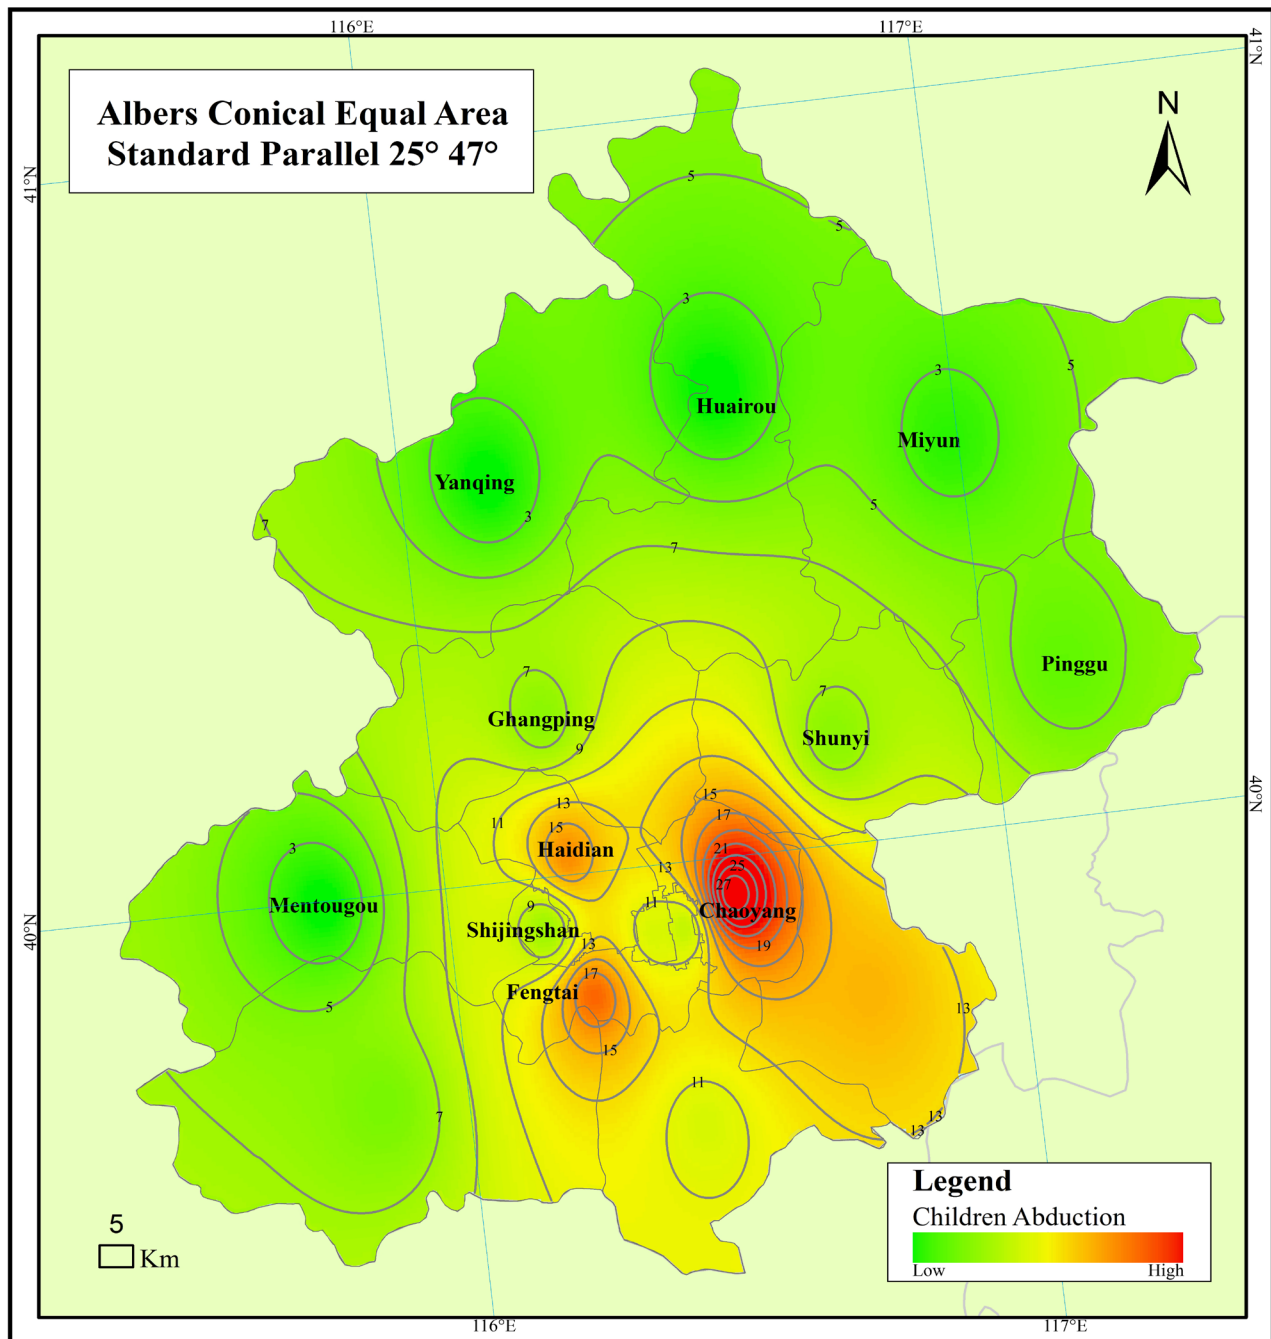 116°E
117°E
41°N
41°N
Albers Conical Equal Area
Standard Parallel 25° 47°
N
5
5
3
3
5
Huairou
Miyun
Yanqing
3
5
7
7
Pinggu
7
7
Ghangping
Shunyi
9
40°N
15
13
17
11
15
3
Haidian
21
25
13
27
Mentougou
9
11
Chaoyang
Shijingshan
40°N
13
19
17
Fengtai
5
13
15
11
7
13
13
Legend
Children Abduction
Low
High
5
Km
116°E
117°E